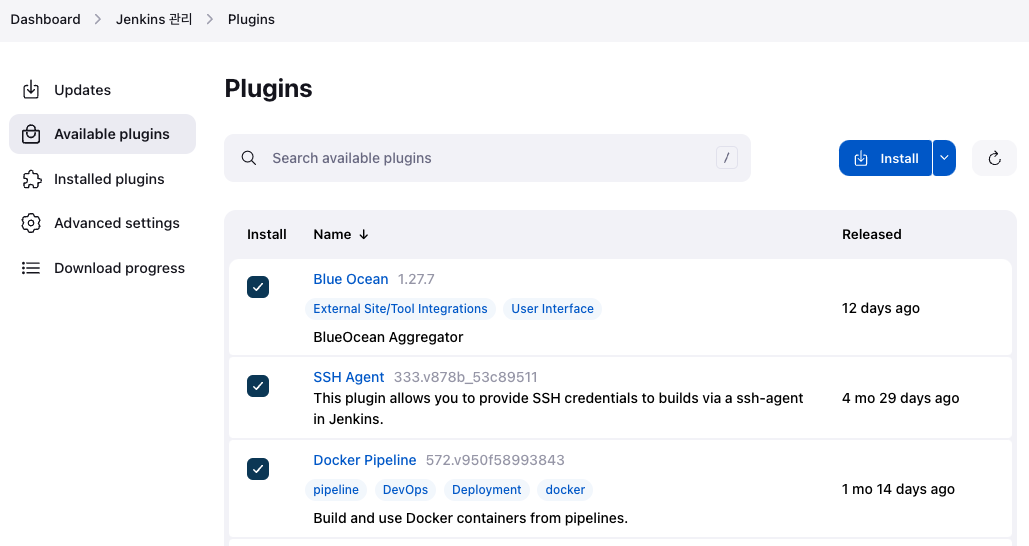 Dashboard > Jenkins 관리 > Plugins
Updates
Available plugins
Installed plugins
Advanced settings
Download progress
Plugins
Search available plugins /
Install
Install Name ↓ Released
Blue Ocean 1.27.7
External Site/Tool Integrations User Interface
BlueOcean Aggregator
12 days ago
SSH Agent 333.v878b_53c89511
This plugin allows you to provide SSH credentials to builds via a ssh-agent
in Jenkins.
4 mo 29 days ago
Docker Pipeline 572.v950f58993843
pipeline DevOps Deployment docker
Build and use Docker containers from pipelines.
1 mo 14 days ago